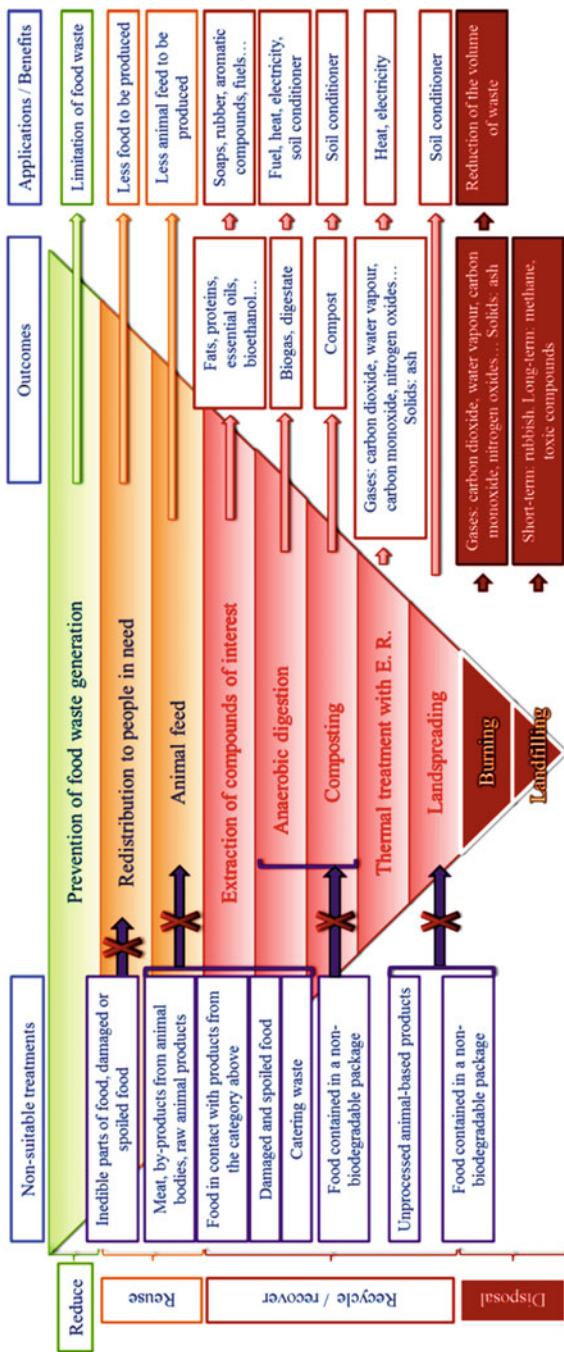 Non-suitable treatments
Outcomes
Applications / Benefits
Reduce
Reuse
Recycle / recover
Disposal
Inedible parts of food, damaged or
spoiled food
Meat, by-products from animal
bodies, raw animal products
Food in contact with products from
the category above
Damaged and spoiled food
Catering waste
Food contained in a non-
biodegradable package
Unprocessed animal-based products
Food contained in a non-
biodegradable package
Prevention of food waste generation
Redistribution to people in need
Animal feed
Extraction of compounds of interest
Anaerobic digestion
Composting
Thermal treatment with E. R.
Landspreading
Burning
Landfilling
Fats, proteins,
essential oils,
bioethanol…
Biogas, digestate
Compost
Gases: carbon dioxide, water vapour,
carbon monoxide, nitrogen oxides…
Solids: ash
Gases: carbon dioxide, water vapour, carbon
monoxide, nitrogen oxides… Solids: ash
Short-term: rubbish. Long-term: methane,
toxic compounds
Limitation of food waste
Less food to be produced
Less animal feed to be
produced
Soaps, rubber, aromatic
compounds, fuels…
Fuel, heat, electricity,
soil conditioner
Soil conditioner
Heat, electricity
Soil conditioner
Reduction of the volume
of waste